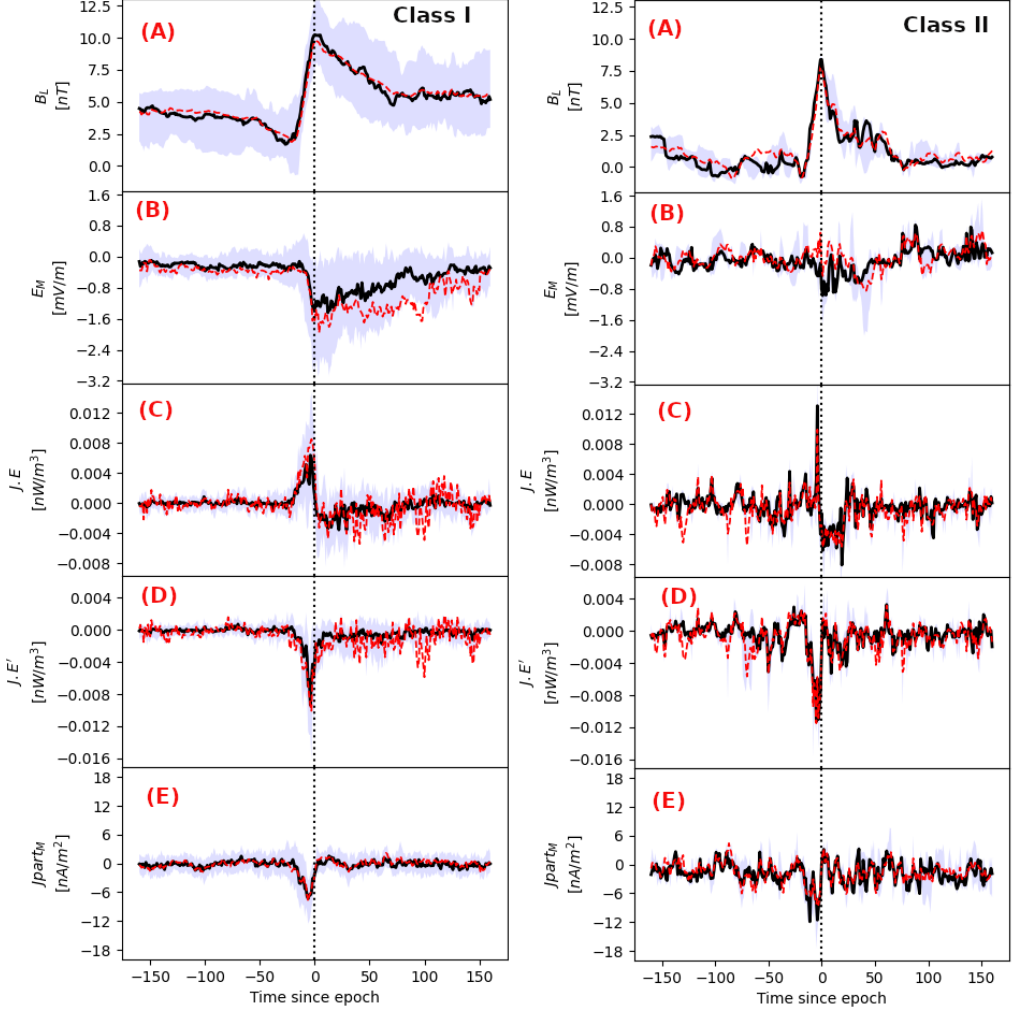 Class I
(A)
12.5
10.0
7.5
5.0
2.5
0.0
B_L
[nT]
(B)
1.6
0.8
0.0
−0.8
−1.6
−2.4
−3.2
E_M
[mV/m]
(C)
0.012
0.008
0.004
0.000
−0.004
−0.008
J.E
[nW/m³]
(D)
0.004
0.000
−0.004
−0.008
−0.012
−0.016
J.E′
[nW/m³]
(E)
18
12
6
0
−6
−12
−18
Jpart_M
[nA/m²]
−150 −100 −50 0 50 100 150
Time since epoch
Class II
(A)
12.5
10.0
7.5
5.0
2.5
0.0
B_L
[nT]
(B)
1.6
0.8
0.0
−0.8
−1.6
−2.4
−3.2
E_M
[mV/m]
(C)
0.012
0.008
0.004
0.000
−0.004
−0.008
J.E
[nW/m³]
(D)
0.004
0.000
−0.004
−0.008
−0.012
−0.016
J.E′
[nW/m³]
(E)
18
12
6
0
−6
−12
−18
Jpart_M
[nA/m²]
−150 −100 −50 0 50 100 150
Time since epoch